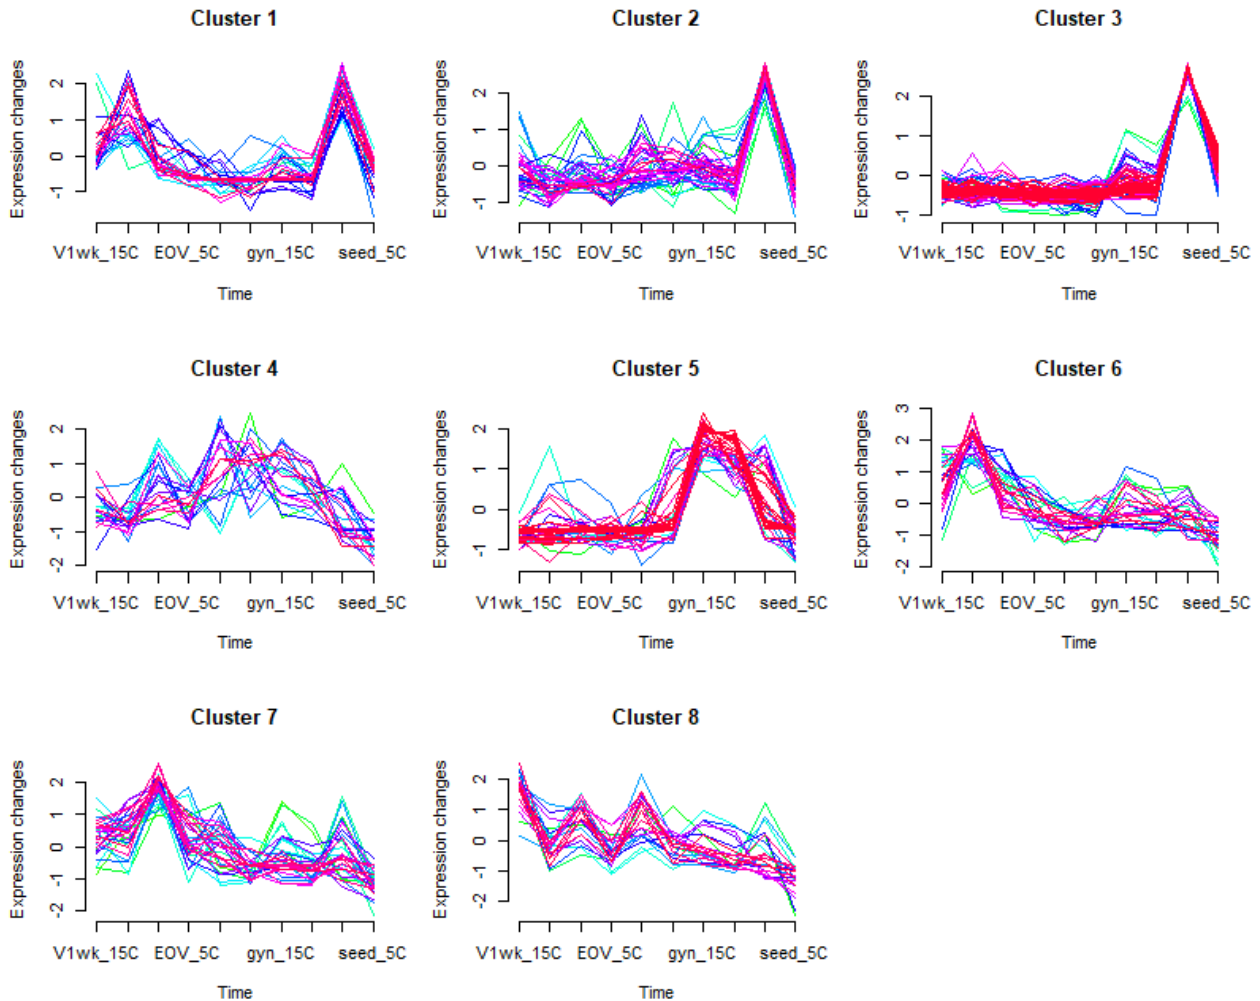 Cluster 1
Expression changes
2
1
0
-1
V1wk_15C EOV_5C gyn_15C seed_5C
Time
Cluster 2
Expression changes
2
1
0
-1
V1wk_15C EOV_5C gyn_15C seed_5C
Time
Cluster 3
Expression changes
2
1
0
-1
V1wk_15C EOV_5C gyn_15C seed_5C
Time
Cluster 4
Expression changes
2
1
0
-1
-2
V1wk_15C EOV_5C gyn_15C seed_5C
Time
Cluster 5
Expression changes
2
1
0
-1
V1wk_15C EOV_5C gyn_15C seed_5C
Time
Cluster 6
Expression changes
3
2
1
0
-1
-2
V1wk_15C EOV_5C gyn_15C seed_5C
Time
Cluster 7
Expression changes
2
1
0
-1
-2
V1wk_15C EOV_5C gyn_15C seed_5C
Time
Cluster 8
Expression changes
2
1
0
-1
-2
V1wk_15C EOV_5C gyn_15C seed_5C
Time